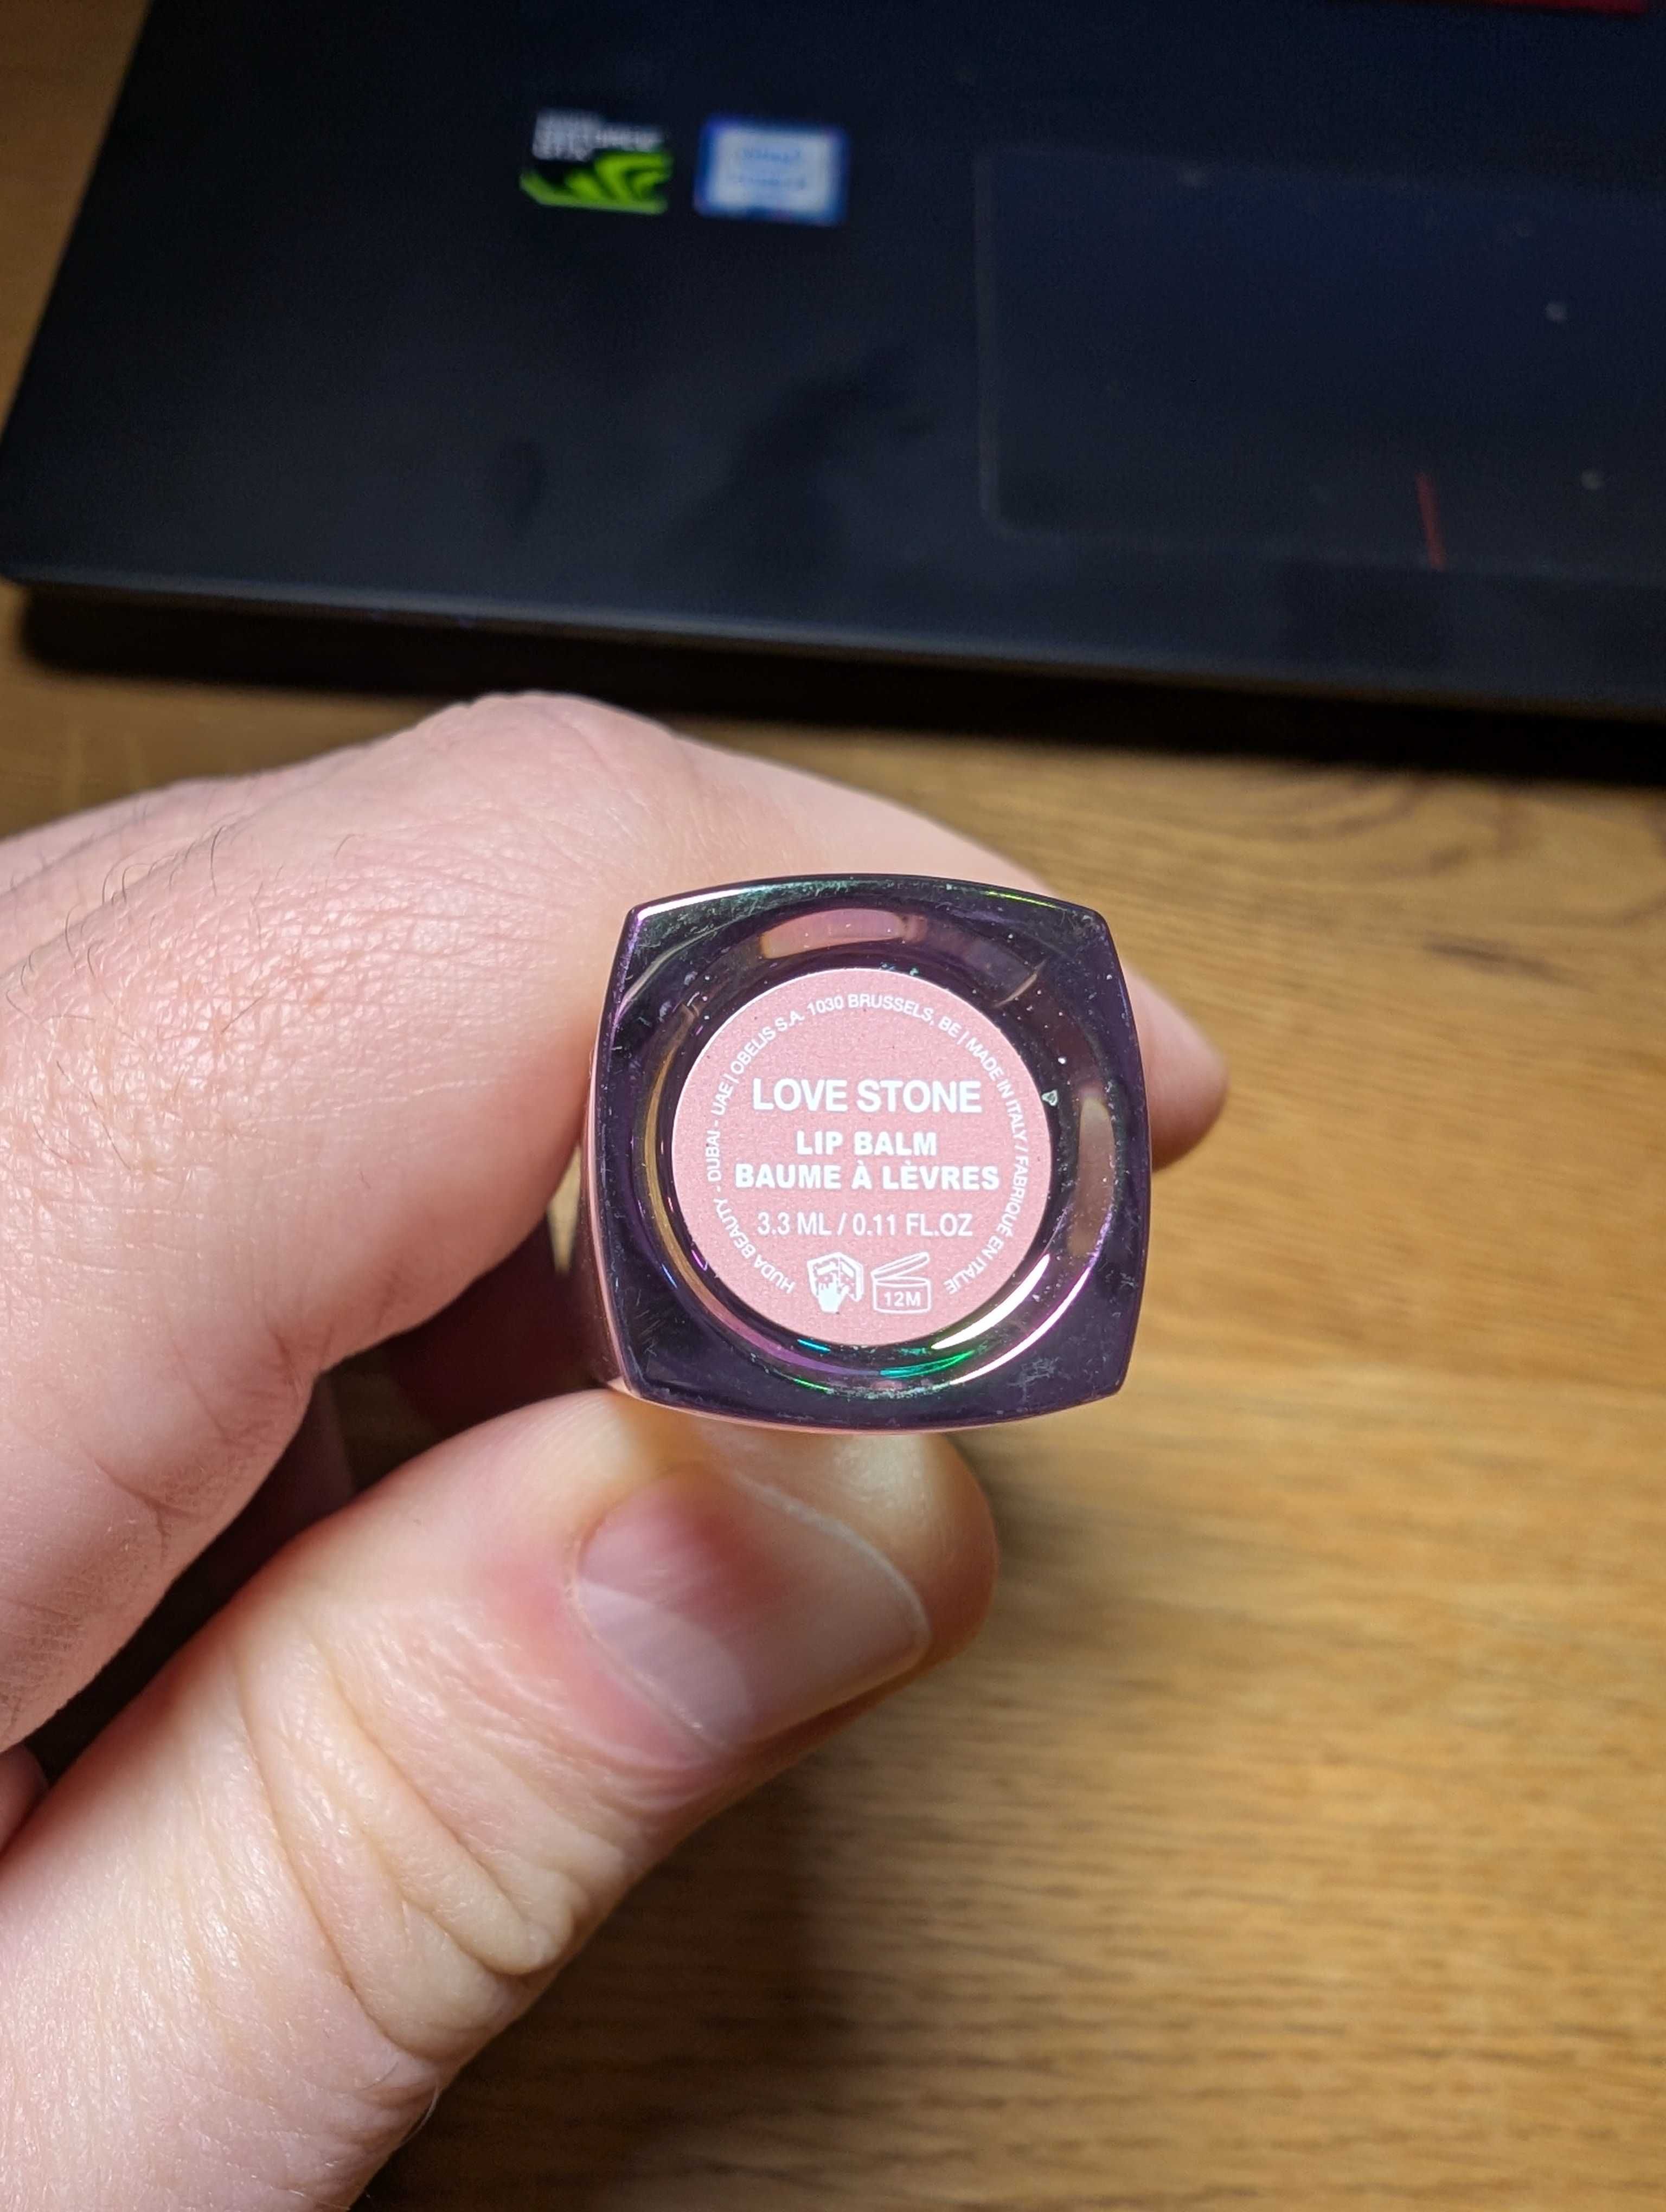 LOVE STONE
LIP BALM
BAUME À LÈVRES
3.3 ML / 0.11 FL.OZ
12M
HUDA BEAUTY - DUBAI - UAE | OBELIS S.A. 1030 BRUSSELS, BE | MADE IN ITALY / FABRIQUÉ EN ITALIE